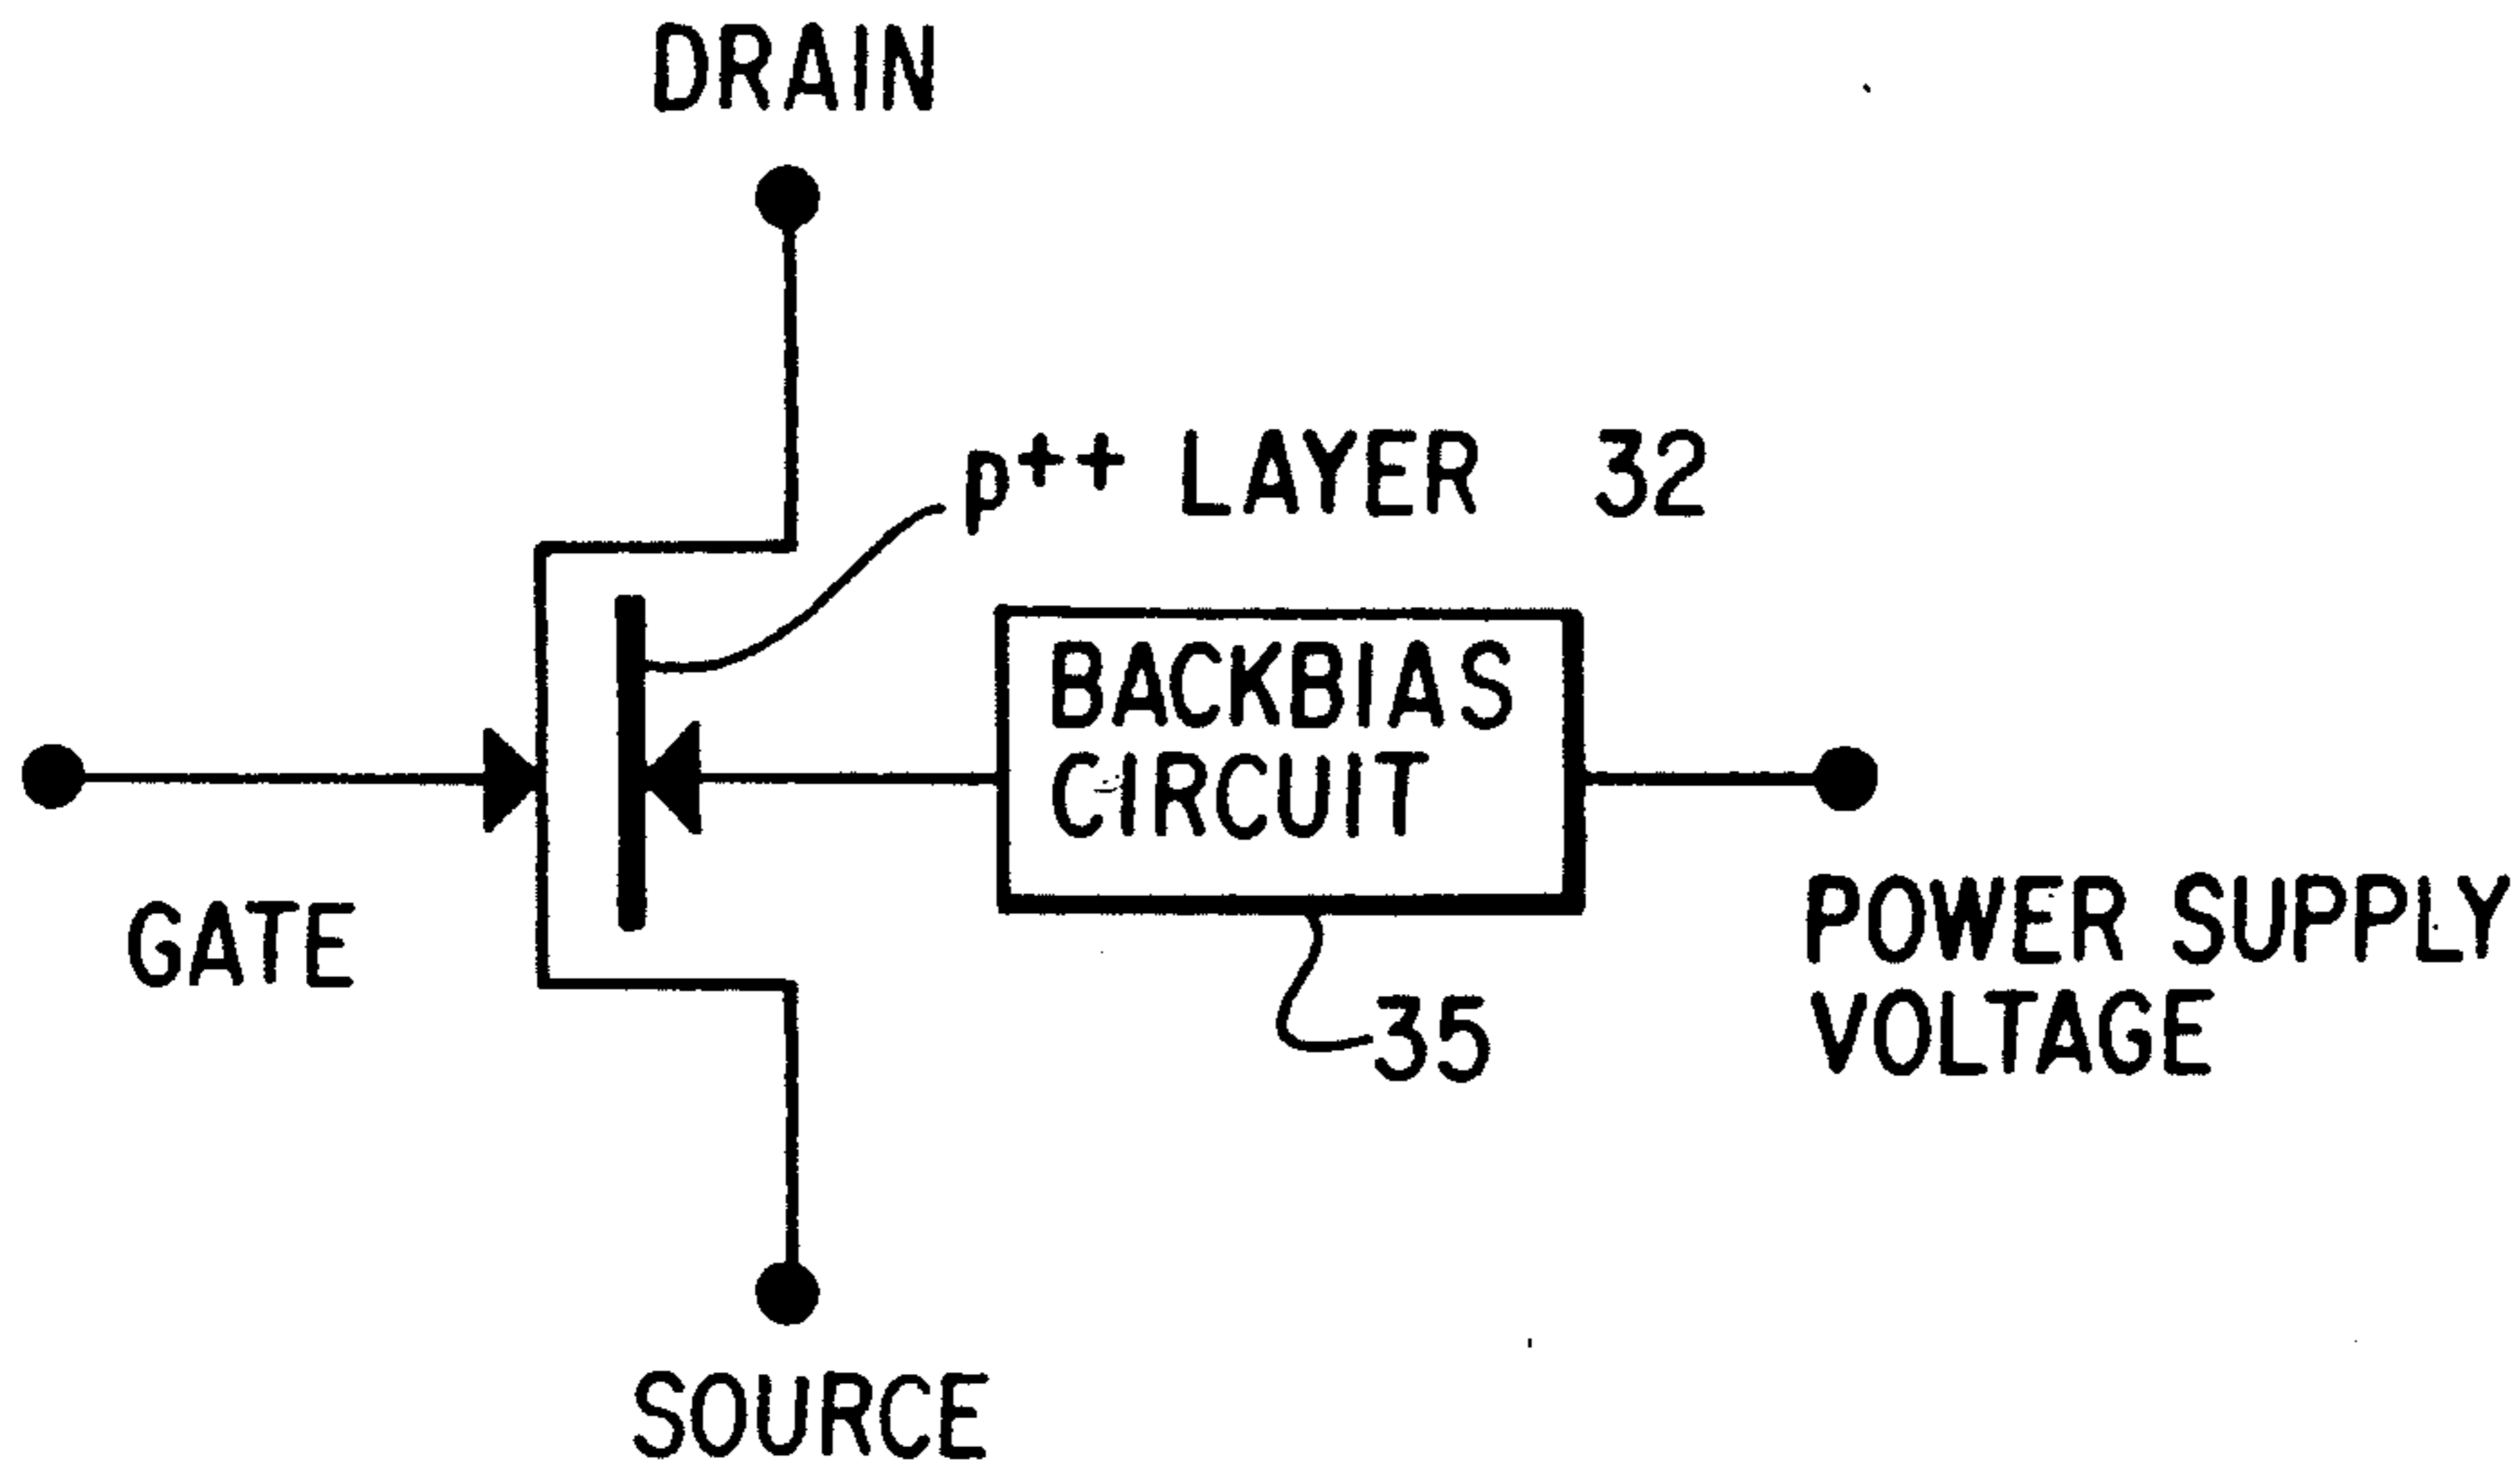 DRAIN
p++ LAYER 32
BACKBIAS
CIRCUIT
GATE
POWER SUPPLY
VOLTAGE
35
SOURCE